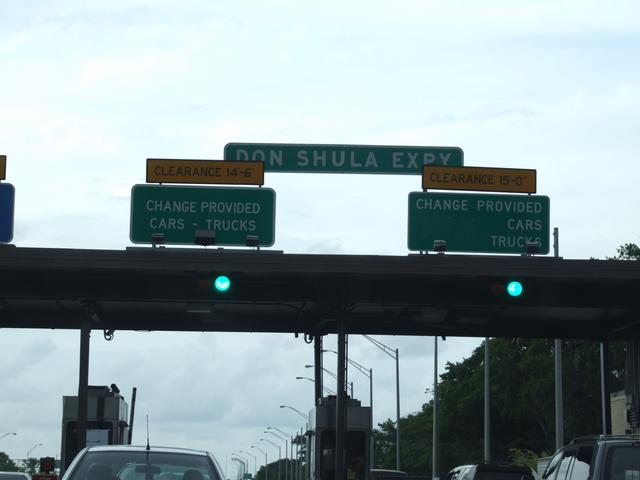 DON SHULA EXPY
CLEARANCE 14'-6"
CHANGE PROVIDED
CARS - TRUCKS
CLEARANCE 15'-0"
CHANGE PROVIDED
CARS
TRUCKS